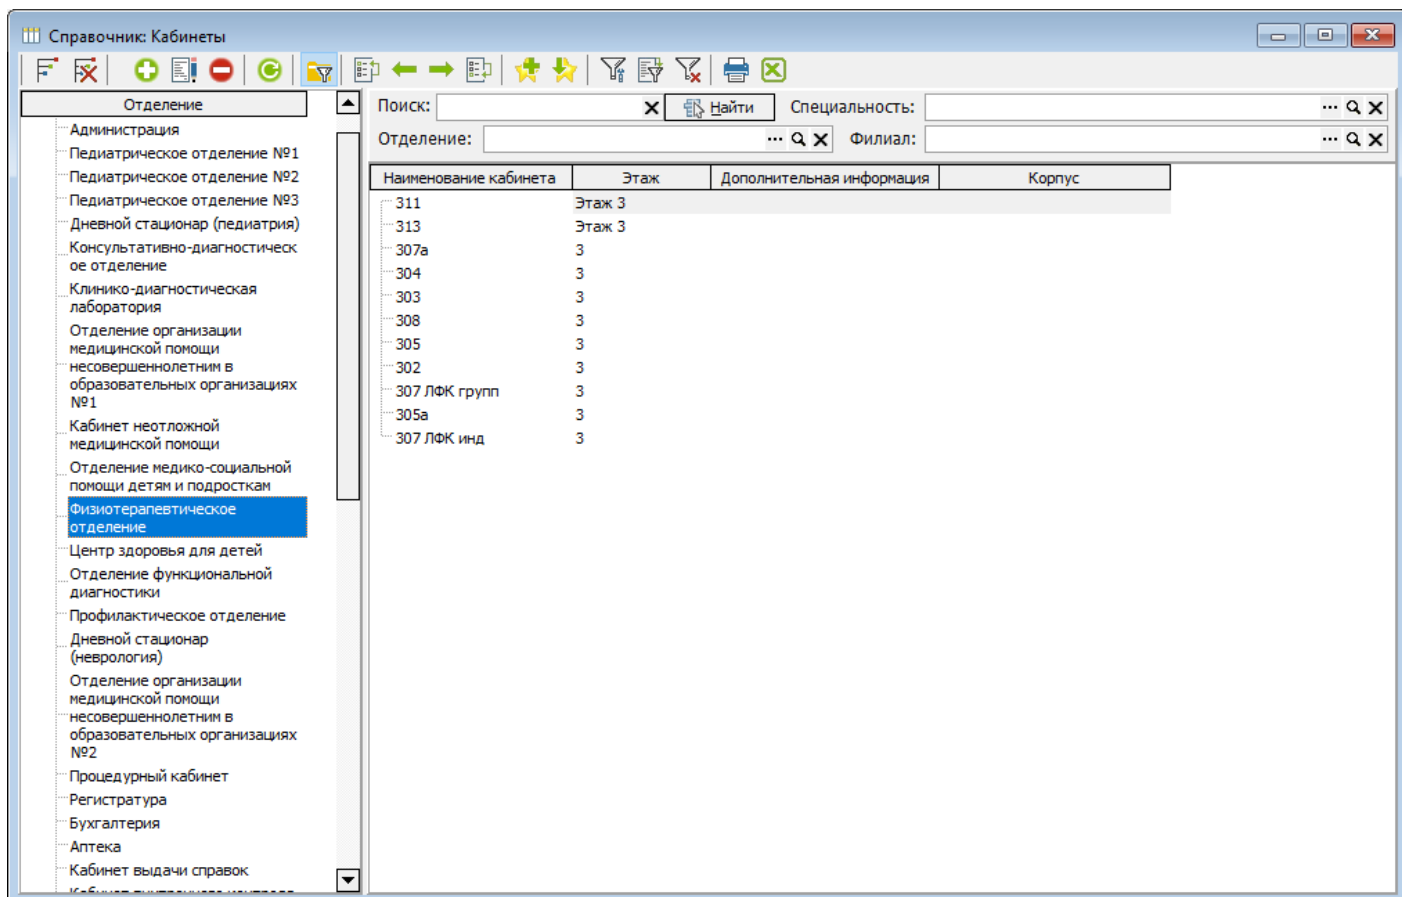 Справочник: Кабинеты
Отделение
Администрация
Педиатрическое отделение №1
Педиатрическое отделение №2
Педиатрическое отделение №3
Дневной стационар (педиатрия)
Консультативно-диагностическ
ое отделение
Клинико-диагностическая
лаборатория
Отделение организации
медицинской помощи
несовершеннолетним в
образовательных организациях
№1
Кабинет неотложной
медицинской помощи
Отделение медико-социальной
помощи детям и подросткам
Физиотерапевтическое
отделение
Центр здоровья для детей
Отделение функциональной
диагностики
Профилактическое отделение
Дневной стационар
(неврология)
Отделение организации
медицинской помощи
несовершеннолетним в
образовательных организациях
№2
Процедурный кабинет
Регистратура
Бухгалтерия
Аптека
Кабинет выдачи справок
Поиск: Найти Специальность:
Отделение: Филиал:
Наименование кабинета Этаж Дополнительная информация Корпус
311 Этаж 3
313 Этаж 3
307а 3
304 3
303 3
308 3
305 3
302 3
307 ЛФК групп 3
305а 3
307 ЛФК инд 3